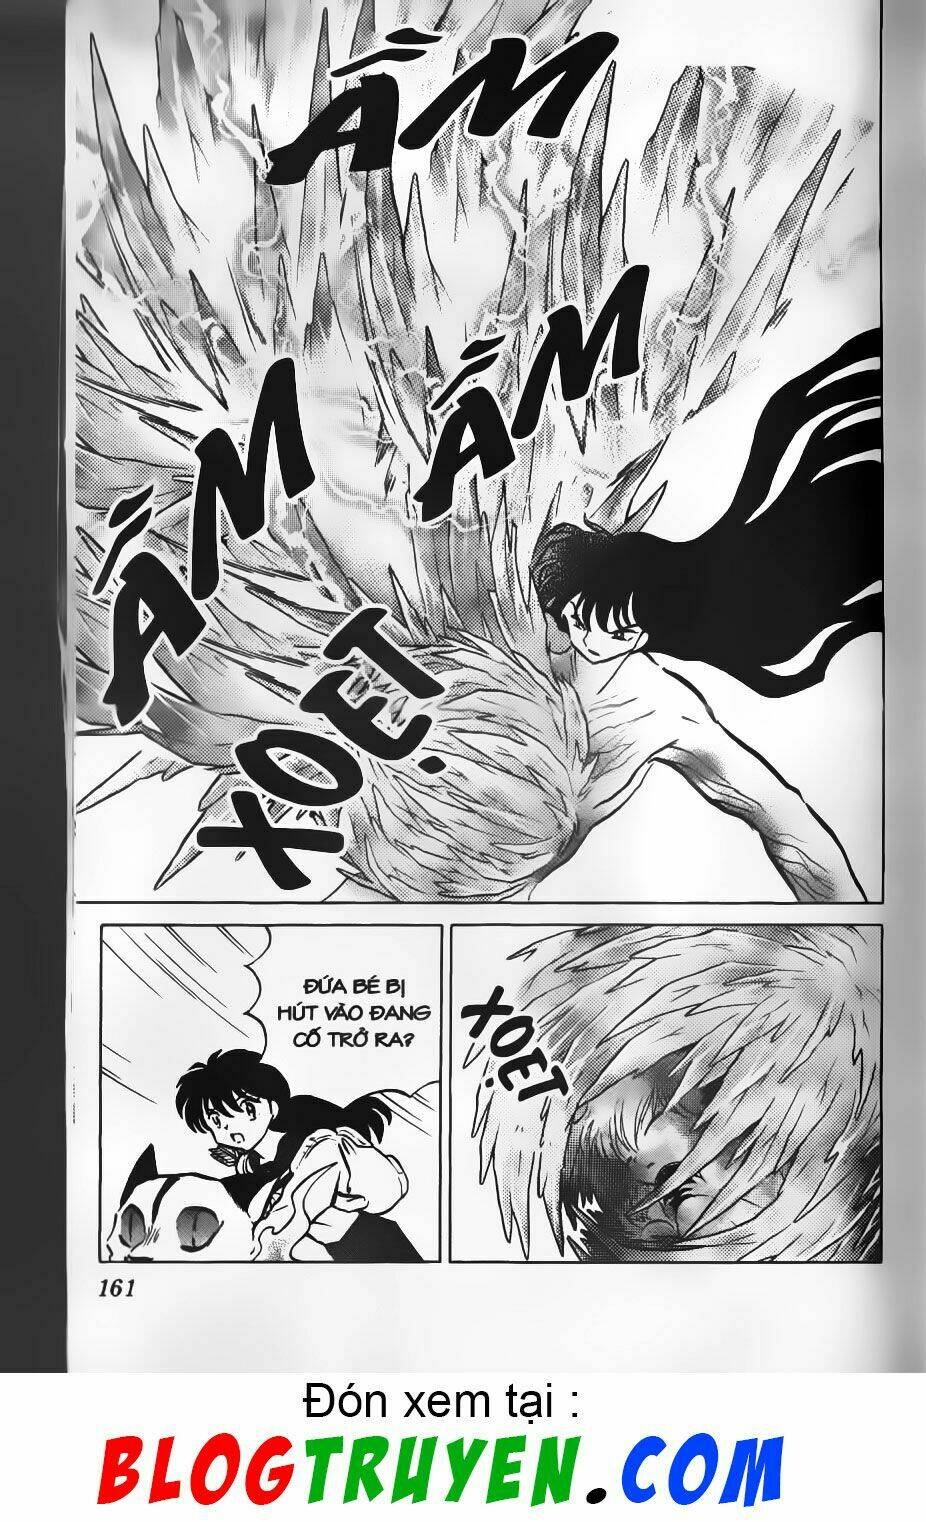 ẦM
ẦM
ẦM
XOẸT
ĐỨA BÉ BỊ
HÚT VÀO ĐANG
CỐ TRỞ RA?
XOẸT
161
Đón xem tại :
BLOGTRUYEN.COM